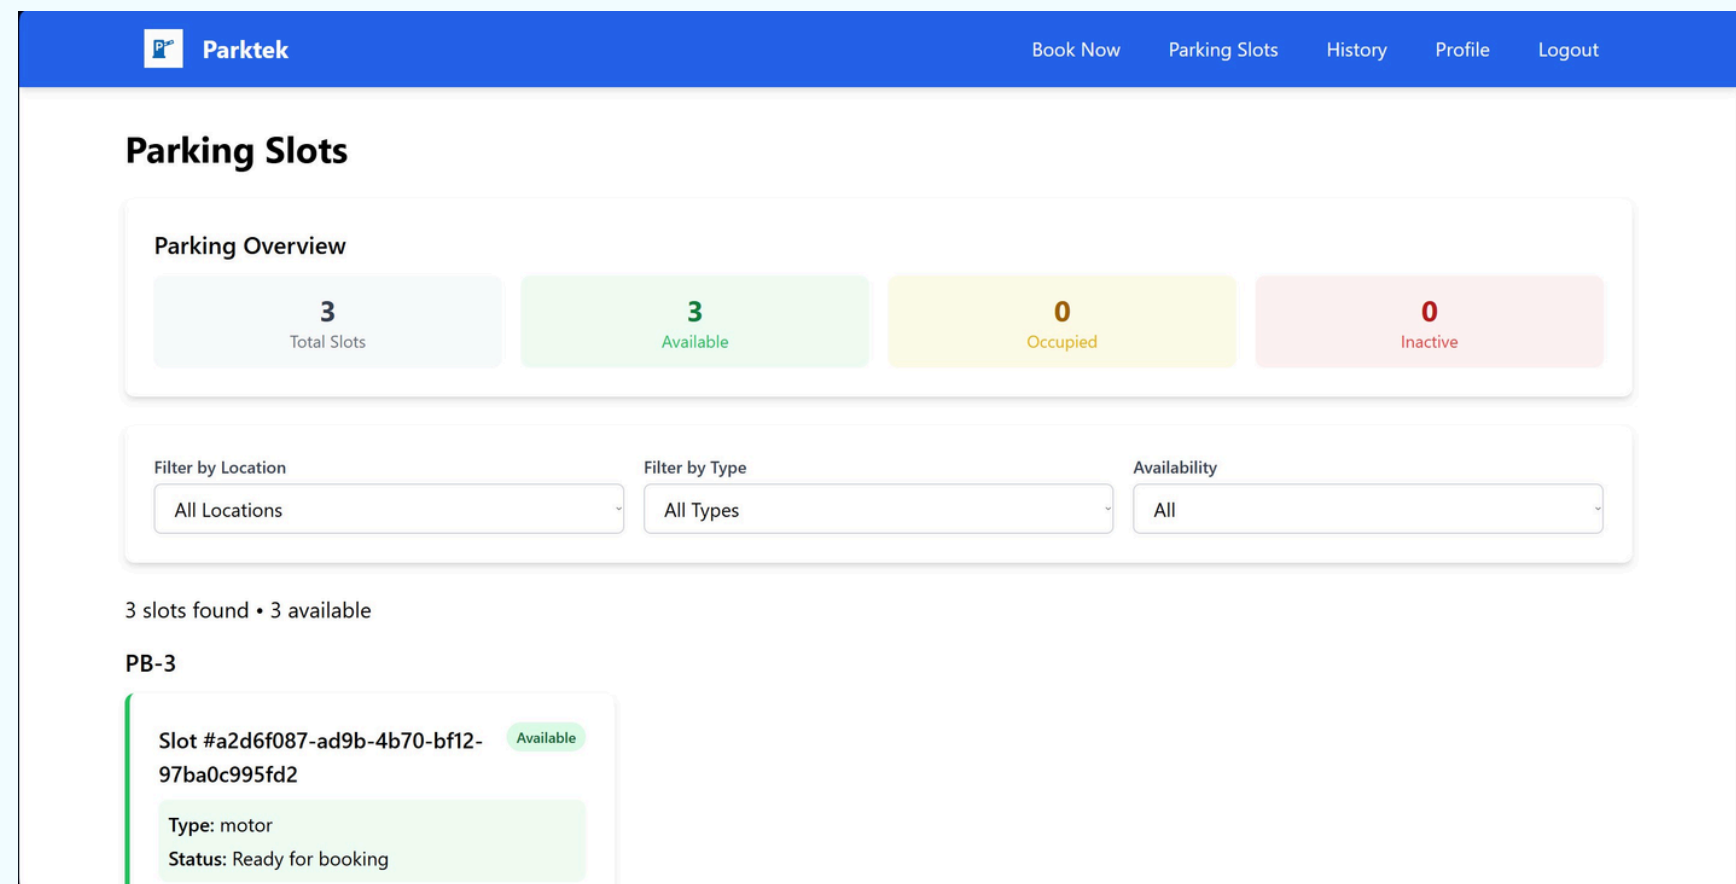 Parktek
Book Now
Parking Slots
History
Profile
Logout
Parking Slots
Parking Overview
3
Total Slots
3
Available
0
Occupied
0
Inactive
Filter by Location
All Locations
Filter by Type
All Types
Availability
All
3 slots found • 3 available
PB-3
Slot #a2d6f087-ad9b-4b70-bf12-
97ba0c995fd2
Available
Type: motor
Status: Ready for booking